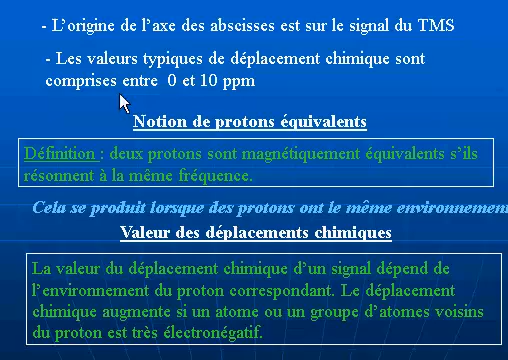 - L'origine de l'axe des abscisses est sur le signal du TMS
- Les valeurs typiques de déplacement chimique sont
comprises entre 0 et 10 ppm
Notion de protons équivalents
Définition : deux protons sont magnétiquement équivalents s'ils
résonnent à la même fréquence.
Cela se produit lorsque des protons ont le même environnemen
Valeur des déplacements chimiques
La valeur du déplacement chimique d'un signal dépend de
l'environnement du proton correspondant. Le déplacement
chimique augmente si un atome ou un groupe d'atomes voisins
du proton est très électronégatif.